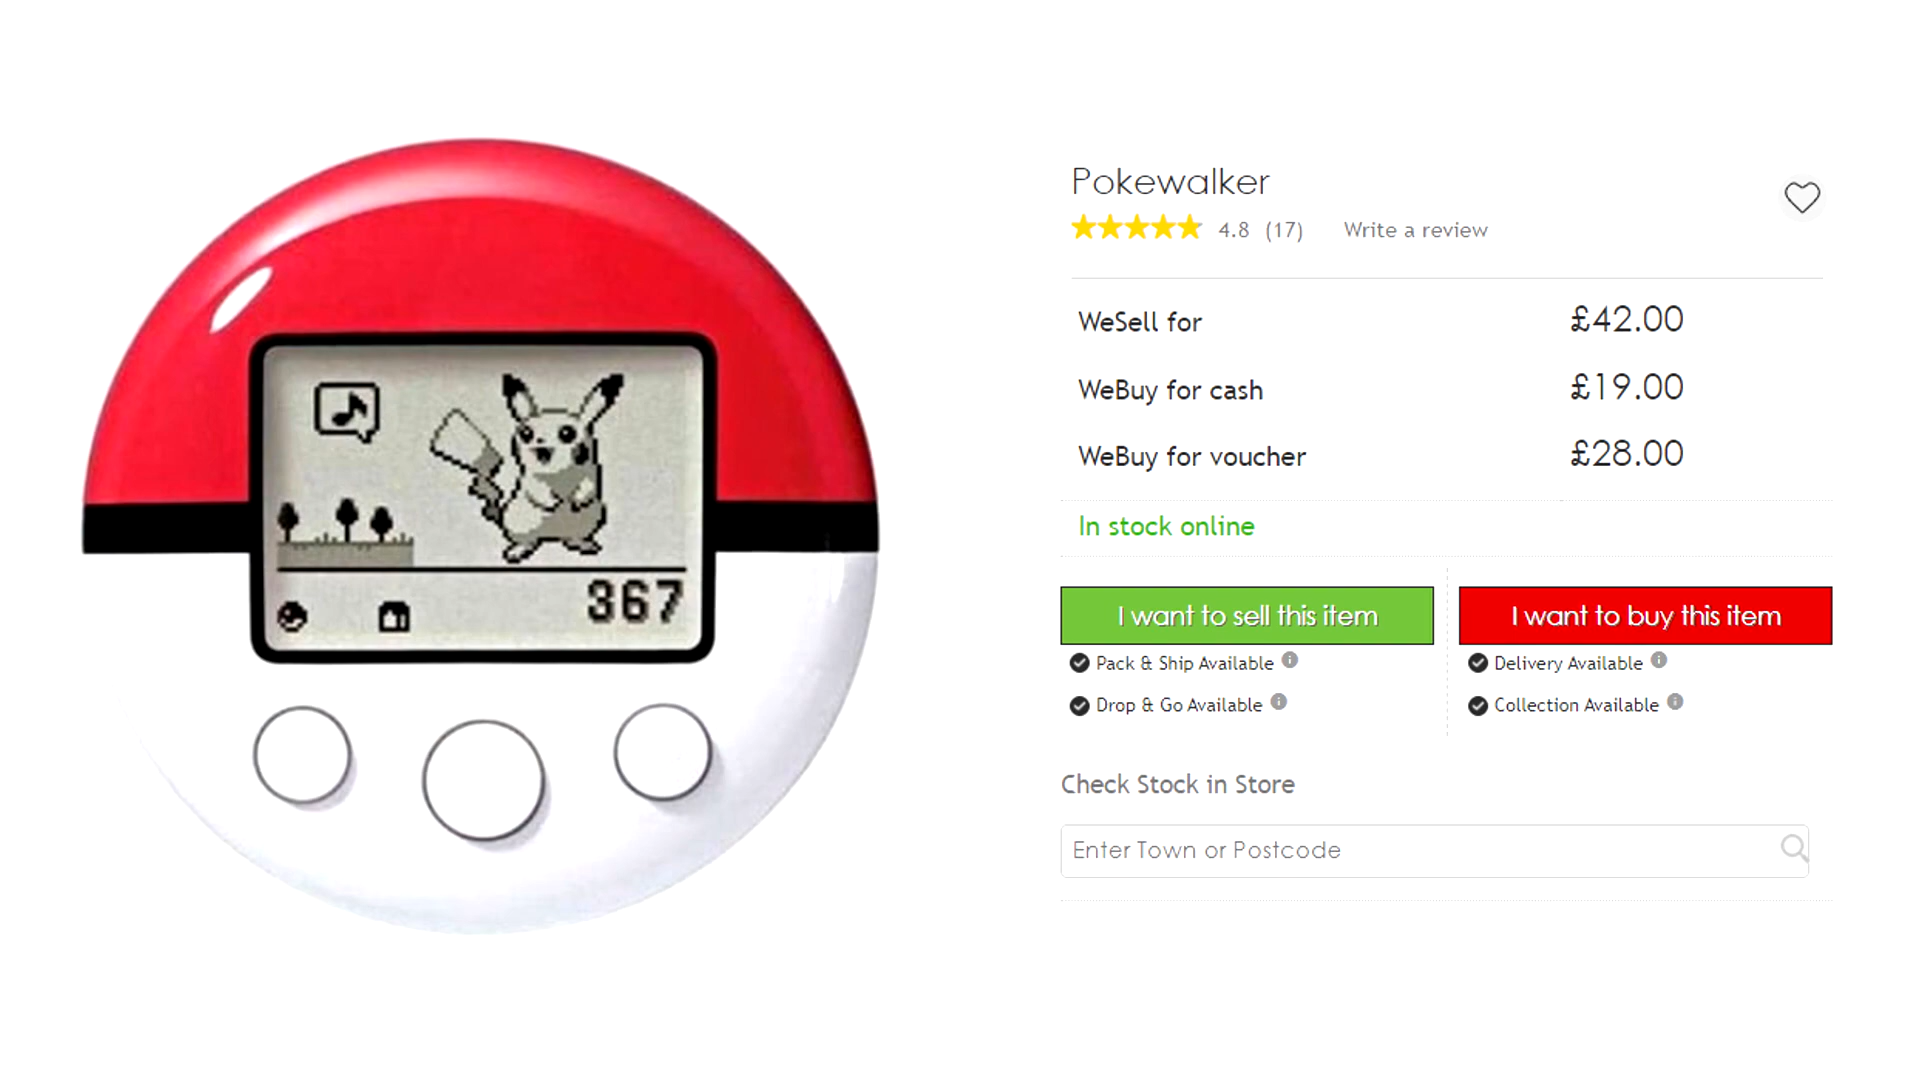 Pokewalker
4.8 (17) Write a review
WeSell for £42.00
WeBuy for cash £19.00
WeBuy for voucher £28.00
In stock online
I want to sell this item
Pack & Ship Available
Drop & Go Available
I want to buy this item
Delivery Available
Collection Available
Check Stock in Store
Enter Town or Postcode
367